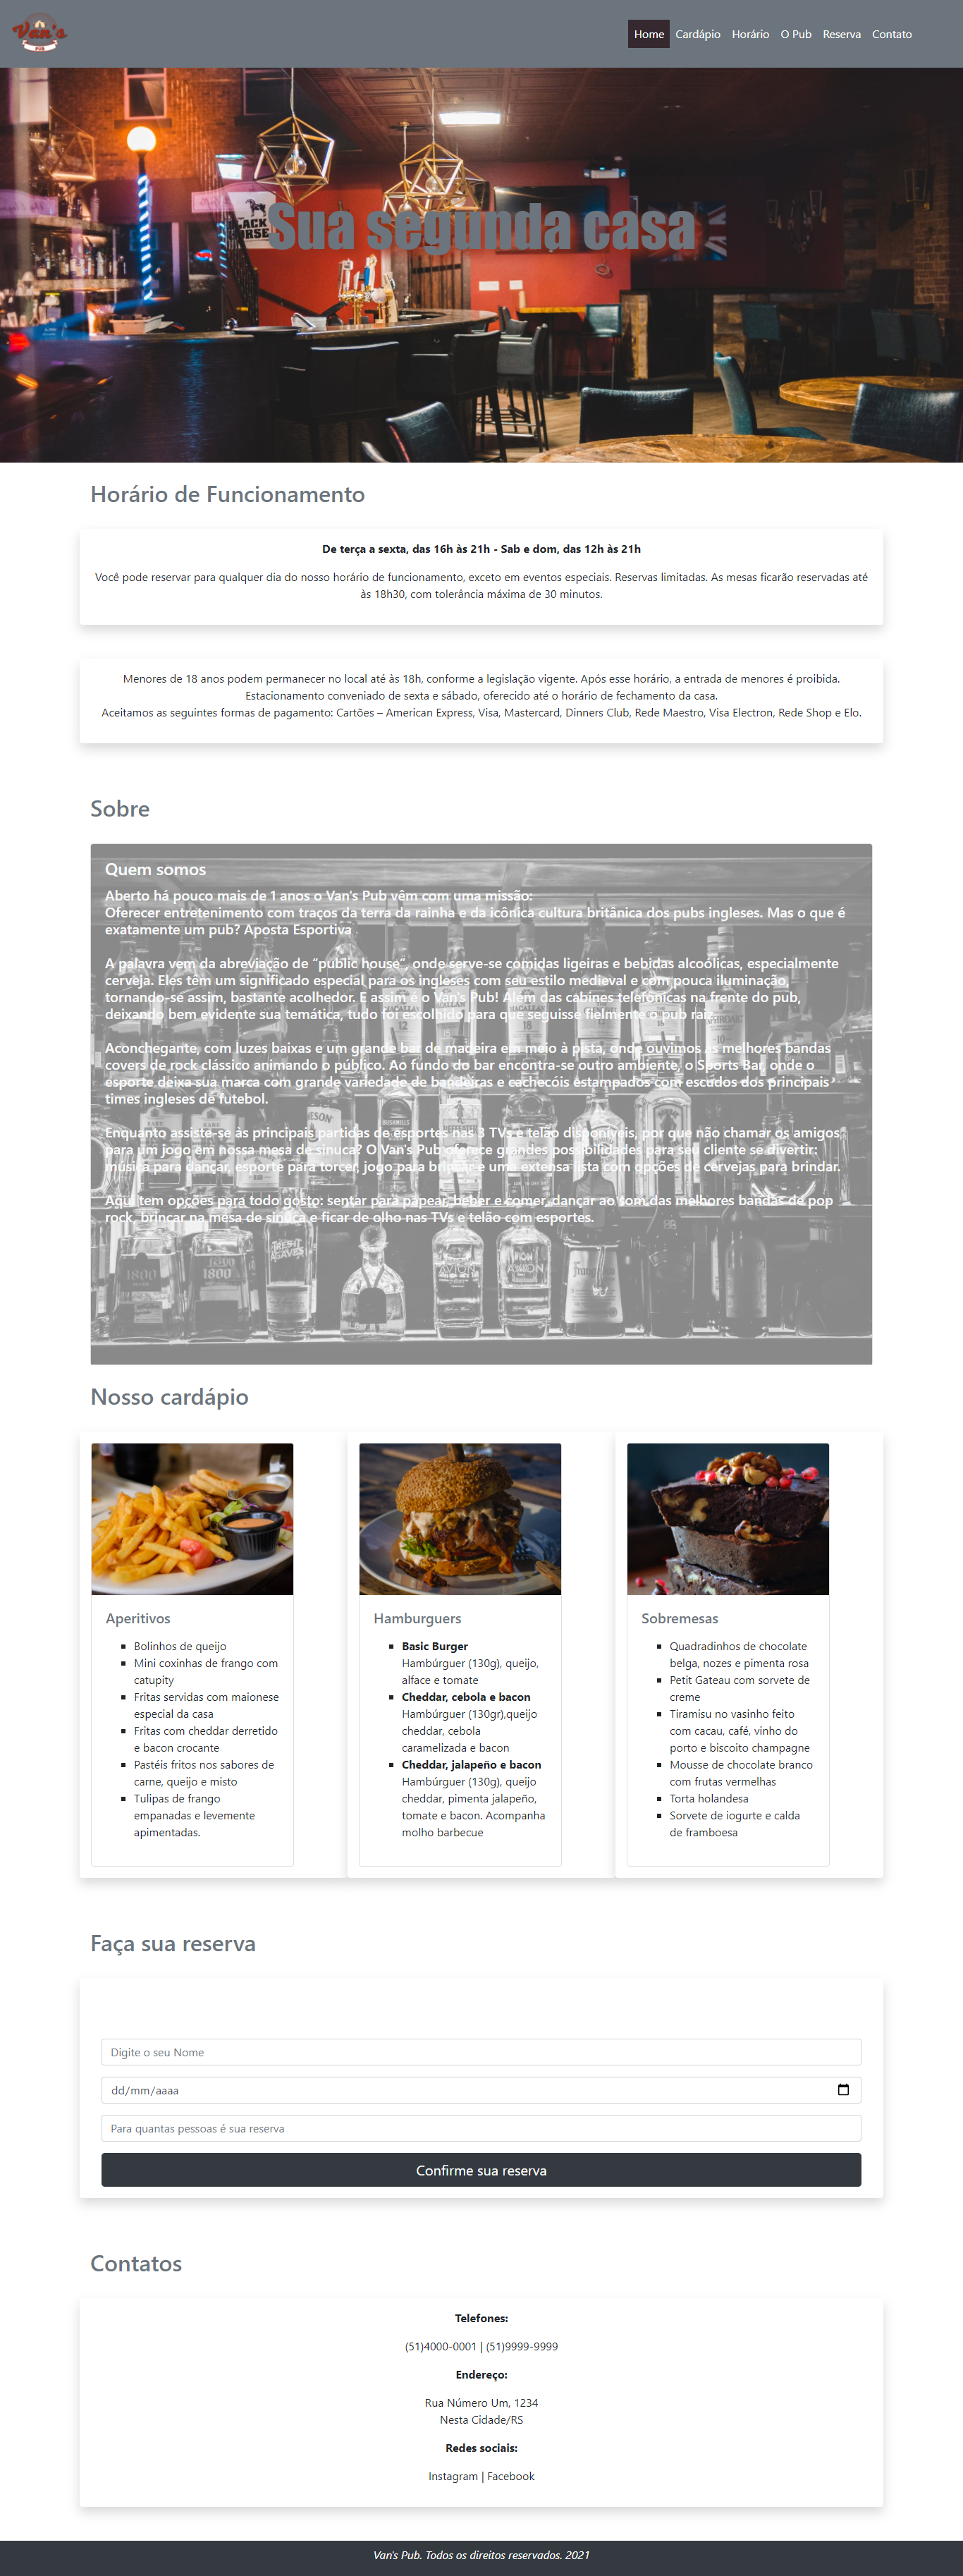 Van's
PUB
Home Cardápio Horário O Pub Reserva Contato
BLACK
HORSE
Sua segunda casa
Horário de Funcionamento
De terça a sexta, das 16h às 21h - Sab e dom, das 12h às 21h
Você pode reservar para qualquer dia do nosso horário de funcionamento, exceto em eventos especiais. Reservas limitadas. As mesas ficarão reservadas até
às 18h30, com tolerância máxima de 30 minutos.
Menores de 18 anos podem permanecer no local até às 18h, conforme a legislação vigente. Após esse horário, a entrada de menores é proibida.
Estacionamento conveniado de sexta e sábado, oferecido até o horário de fechamento da casa.
Aceitamos as seguintes formas de pagamento: Cartões – American Express, Visa, Mastercard, Dinners Club, Rede Maestro, Visa Electron, Rede Shop e Elo.
Sobre
Quem somos
Aberto há pouco mais de 1 anos o Van's Pub vêm com uma missão:
Oferecer entretenimento com traços da terra da rainha e da icônica cultura britânica dos pubs ingleses. Mas o que é
exatamente um pub? Aposta Esportiva
A palavra vem da abreviação de “public house”, onde serve-se comidas ligeiras e bebidas alcoólicas, especialmente
cerveja. Eles têm um significado especial para os ingleses com seu estilo medieval e com pouca iluminação,
tornando-se assim, bastante acolhedor. E assim é o Van's Pub! Além das cabines telefônicas na frente do pub,
deixando bem evidente sua temática, tudo foi escolhido para que seguisse fielmente o pub raiz.
Aconchegante, com luzes baixas e um grande bar de madeira em meio à pista, onde ouvimos as melhores bandas
covers de rock clássico animando o público. Ao fundo do bar encontra-se outro ambiente, o Sports Bar, onde o
esporte deixa sua marca com grande variedade de bandeiras e cachecóis estampados com escudos dos principais
times ingleses de futebol.
Enquanto assiste-se às principais partidas de esportes nas 3 TVs e telão disponíveis, por que não chamar os amigos
para um jogo em nossa mesa de sinuca? O Van's Pub oferece grandes possibilidades para seu cliente se divertir:
música para dançar, esporte para torcer, jogo para brincar e uma extensa lista com opções de cervejas para brindar.
Aqui tem opções para todo gosto: sentar para papear, beber e comer, dançar ao som das melhores bandas de pop
rock, brincar na mesa de sinuca e ficar de olho nas TVs e telão com esportes.
1800
1800
AVION
AVION
Nosso cardápio
Aperitivos
Bolinhos de queijo
Mini coxinhas de frango com
catupity
Fritas servidas com maionese
especial da casa
Fritas com cheddar derretido
e bacon crocante
Pastéis fritos nos sabores de
carne, queijo e misto
Tulipas de frango
empanadas e levemente
apimentadas.
Hamburguers
Basic Burger
Hambúrguer (130g), queijo,
alface e tomate
Cheddar, cebola e bacon
Hambúrguer (130gr),queijo
cheddar, cebola
caramelizada e bacon
Cheddar, jalapeño e bacon
Hambúrguer (130g), queijo
cheddar, pimenta jalapeño,
tomate e bacon. Acompanha
molho barbecue
Sobremesas
Quadradinhos de chocolate
belga, nozes e pimenta rosa
Petit Gateau com sorvete de
creme
Tiramisu no vasinho feito
com cacau, café, vinho do
porto e biscoito champagne
Mousse de chocolate branco
com frutas vermelhas
Torta holandesa
Sorvete de iogurte e calda
de framboesa
Faça sua reserva
Digite o seu Nome
dd/mm/aaaa
Para quantas pessoas é sua reserva
Confirme sua reserva
Contatos
Telefones:
(51)4000-0001 | (51)9999-9999
Endereço:
Rua Número Um, 1234
Nesta Cidade/RS
Redes sociais:
Instagram | Facebook
Van's Pub. Todos os direitos reservados. 2021